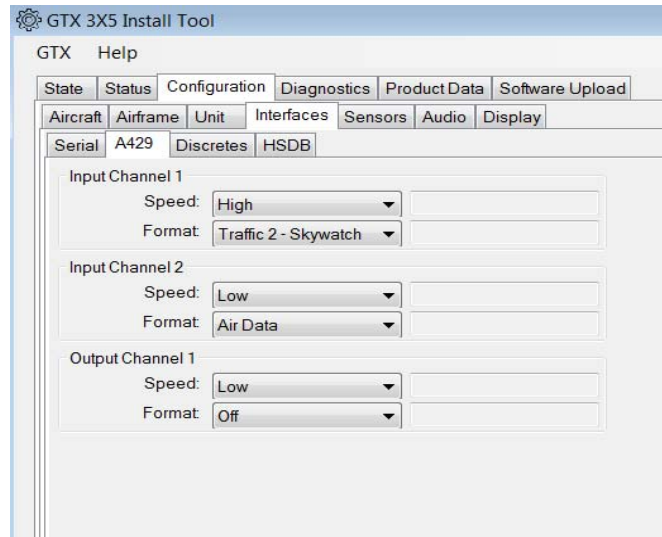 GTX 3X5 Install Tool
GTX Help
State Status Configuration Diagnostics Product Data Software Upload
Aircraft Airframe Unit Interfaces Sensors Audio Display
Serial A429 Discretes HSDB
Input Channel 1
Speed: High
Format: Traffic 2 - Skywatch
Input Channel 2
Speed: Low
Format: Air Data
Output Channel 1
Speed: Low
Format: Off